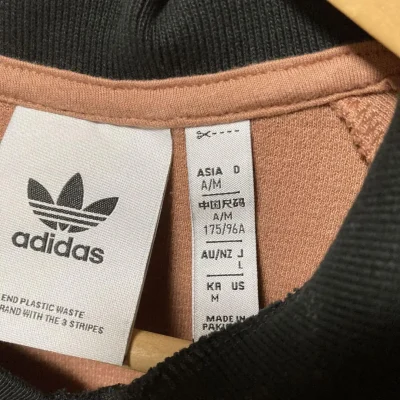 adidas
END PLASTIC WASTE
RAND WITH THE 3 STRIPES
ASIA D
A/M
中国尺码
A/M
175/96A
AU/NZ J
L
KR US
M
MADE IN
PAKI